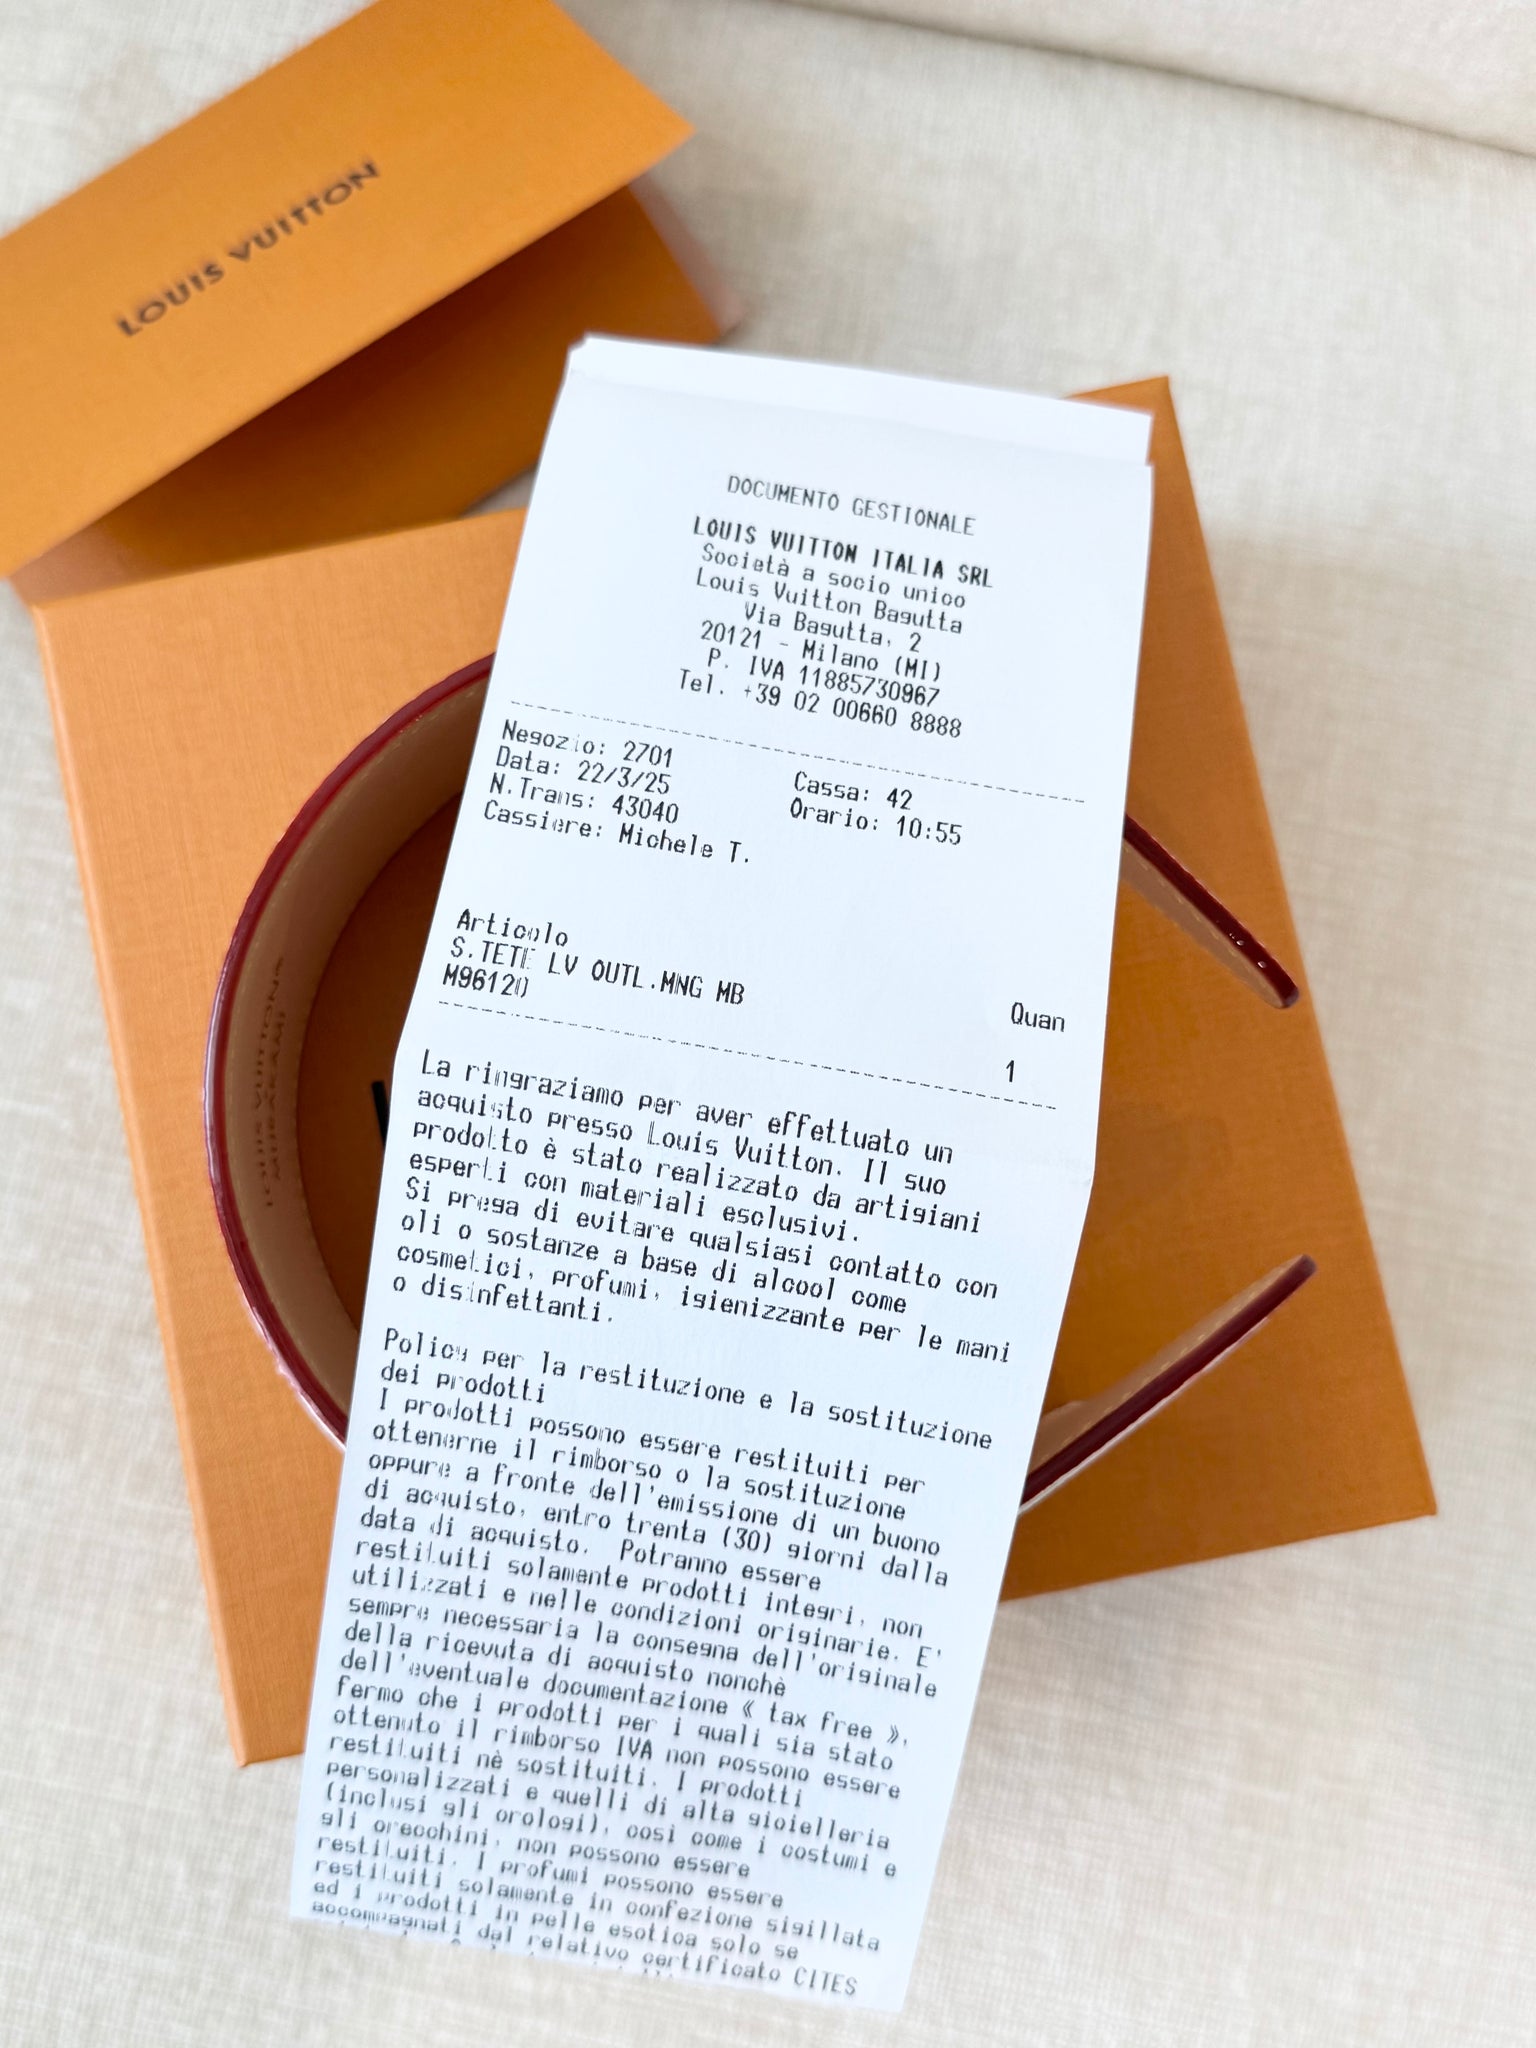 LOUIS VUITTON
DOCUMENTO GESTIONALE
LOUIS VUITTON ITALIA SRL
Società a socio unico
Louis Vuitton Bagutta
Via Bagutta, 2
20121 - Milano (MI)
P. IVA 11885730967
Tel. +39 02 00660 8888
Negozio: 2701 Cassa: 42
Data: 22/3/25 Orario: 10:55
N.Trans: 43040
Cassiere: Michele T.
Articolo Quan
S.TETE LV OUTL.MNG MB
M96120 1
La ringraziamo per aver effettuato un
acquisto presso Louis Vuitton. Il suo
prodotto è stato realizzato da artigiani
esperti con materiali esclusivi.
Si prega di evitare qualsiasi contatto con
oli o sostanze a base di alcool come
cosmetici, profumi, igienizzante per le mani
o disinfettanti.
Policy per la restituzione e la sostituzione
dei prodotti
I prodotti possono essere restituiti per
ottenerne il rimborso o la sostituzione
oppure a fronte dell'emissione di un buono
di acquisto, entro trenta (30) giorni dalla
data di acquisto. Potranno essere
restituiti solamente prodotti integri, non
utilizzati e nelle condizioni originarie. E'
sempre necessaria la consegna dell'originale
della ricevuta di acquisto nonchè
dell'eventuale documentazione « tax free »,
fermo che i prodotti per i quali sia stato
ottenuto il rimborso IVA non possono essere
restituiti nè sostituiti. I prodotti
personalizzati e quelli di alta gioielleria
(inclusi gli orologi), così come i costumi e
gli orecchini, non possono essere
restituiti. I profumi possono essere
restituiti solamente in confezione sigillata
ed i prodotti in pelle esotica solo se
accompagnati dal relativo certificato CITES
LOUIS VUITTON
MURAKAMI